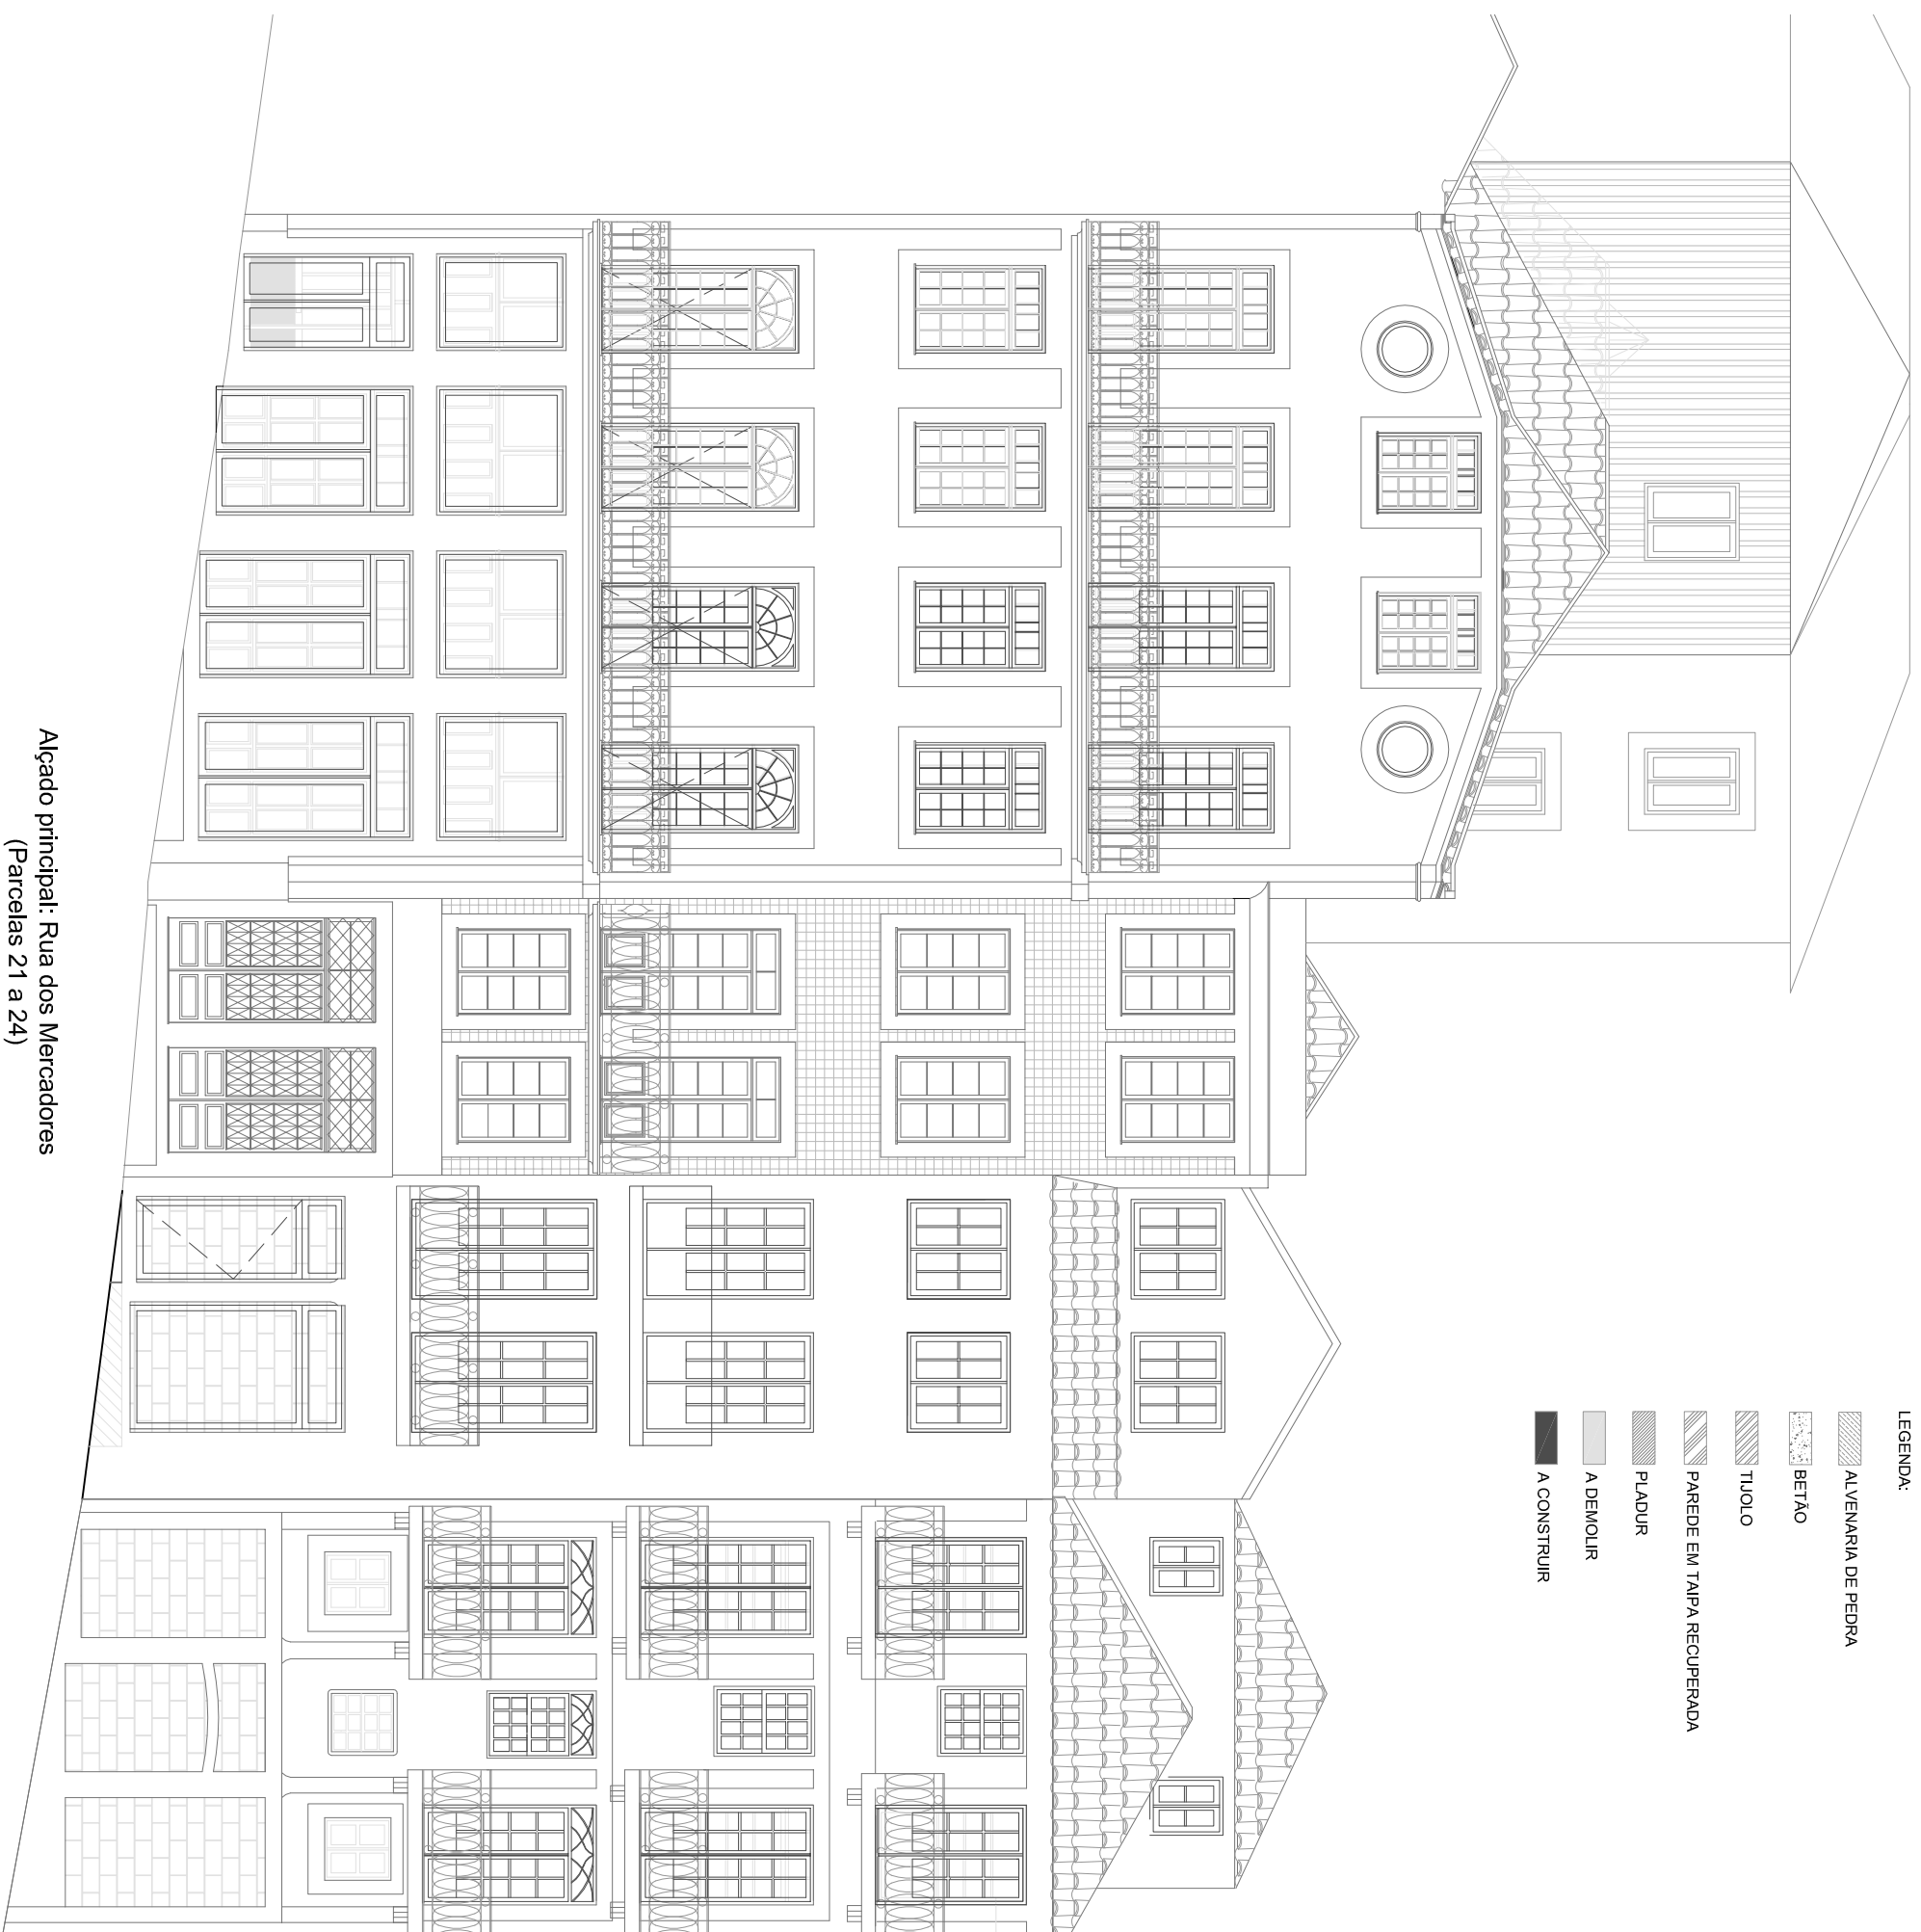 LEGENDA:
ALVENARIA DE PEDRA
BETÃO
TIJOLO
PAREDE EM TAIPA RECUPERADA
PLADUR
A DEMOLIR
A CONSTRUIR
Alçado principal: Rua dos Mercadores
(Parcelas 21 a 24)